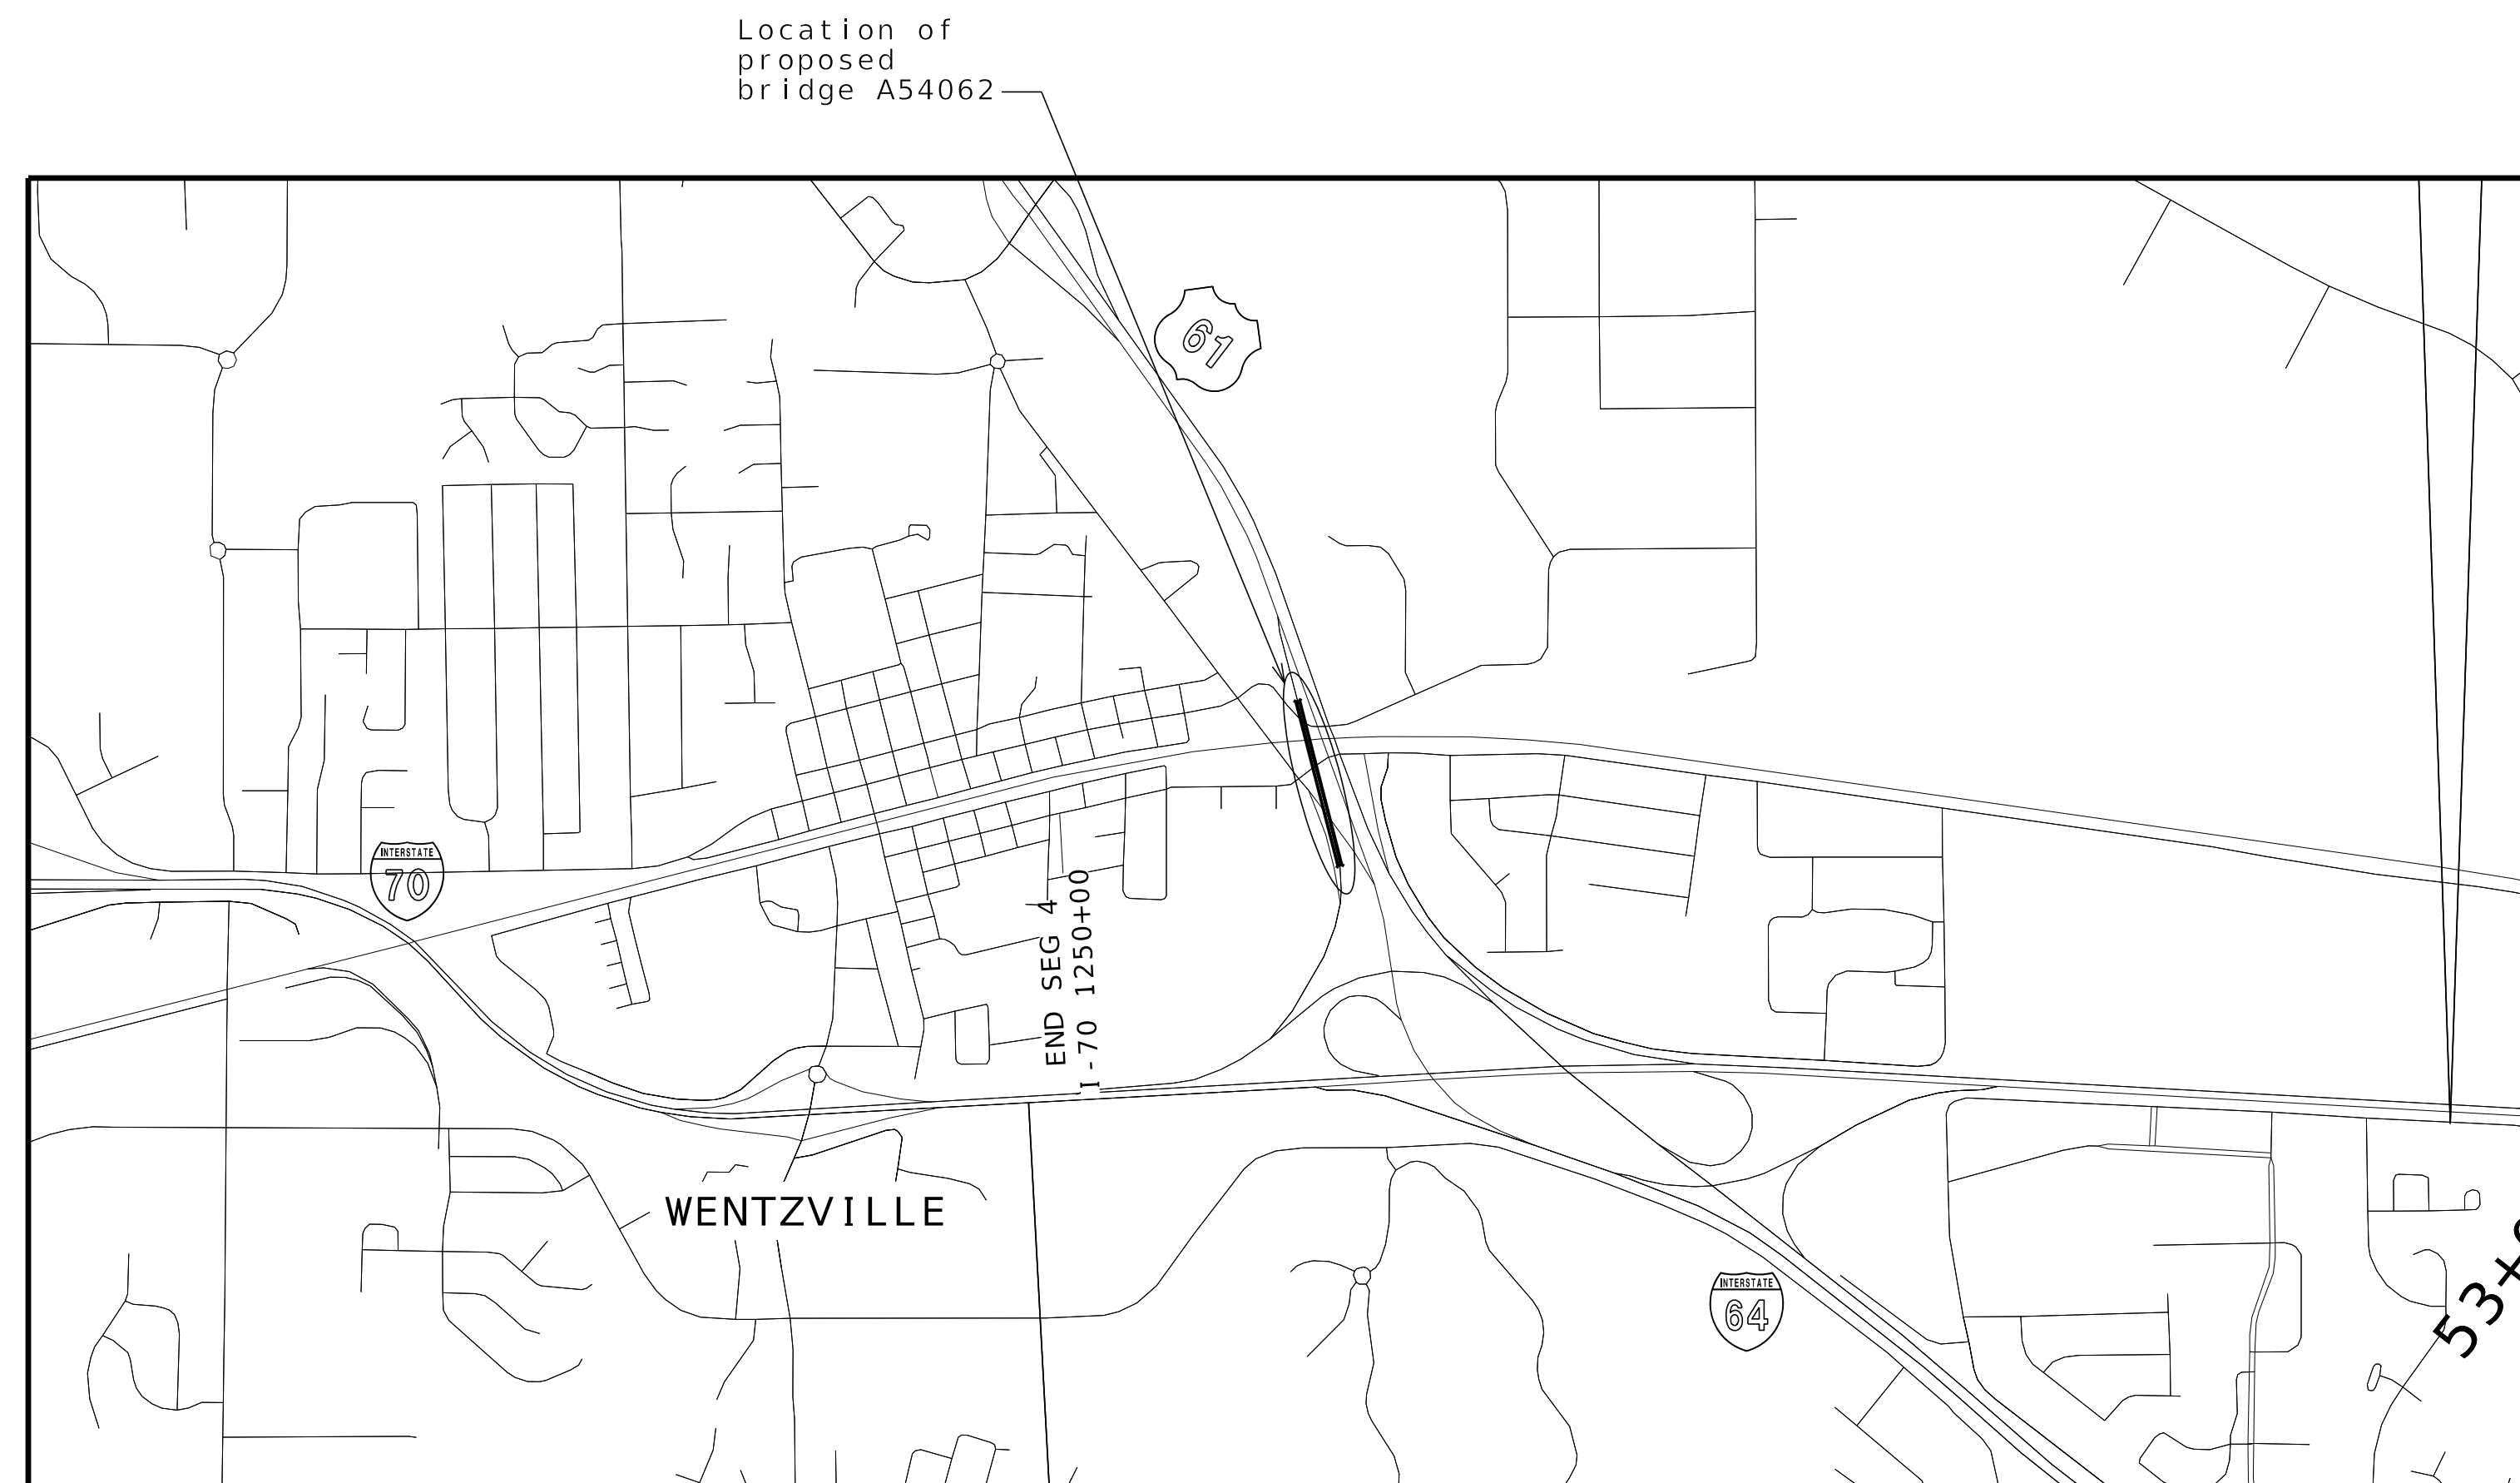 Location of
proposed
bridge A54062
61
INTERSTATE
70
END SEG 4
I-70 1250+00
WENTZVILLE
INTERSTATE
64